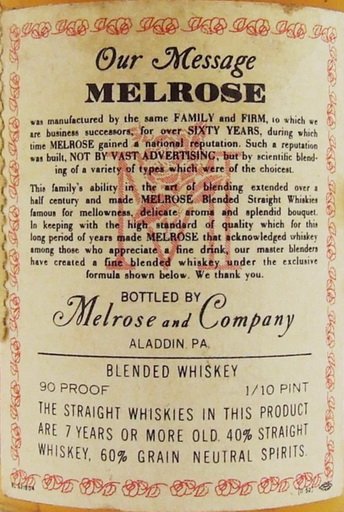 Our Message
MELROSE
was manufactured by the same FAMILY and FIRM, to which we
are business successors, for over SIXTY YEARS, during which
time MELROSE gained a national reputation. Such a reputation
was built, NOT BY VAST ADVERTISING, but by scientific blend-
ing of a variety of types which were of the choicest.
This family's ability in the art of blending extended over a
half century and made MELROSE Blended Straight Whiskies
famous for mellowness, delicate aroma and splendid bouquet.
In keeping with the high standard of quality which for this
long period of years made MELROSE that acknowledged whiskey
among those who appreciate a fine drink, our master blenders
have created a fine blended whiskey under the exclusive
formula shown below. We thank you.
BOTTLED BY
Melrose and Company
ALADDIN, PA.
BLENDED WHISKEY
90 PROOF 1/10 PINT
THE STRAIGHT WHISKIES IN THIS PRODUCT
ARE 7 YEARS OR MORE OLD. 40% STRAIGHT
WHISKEY, 60% GRAIN NEUTRAL SPIRITS.